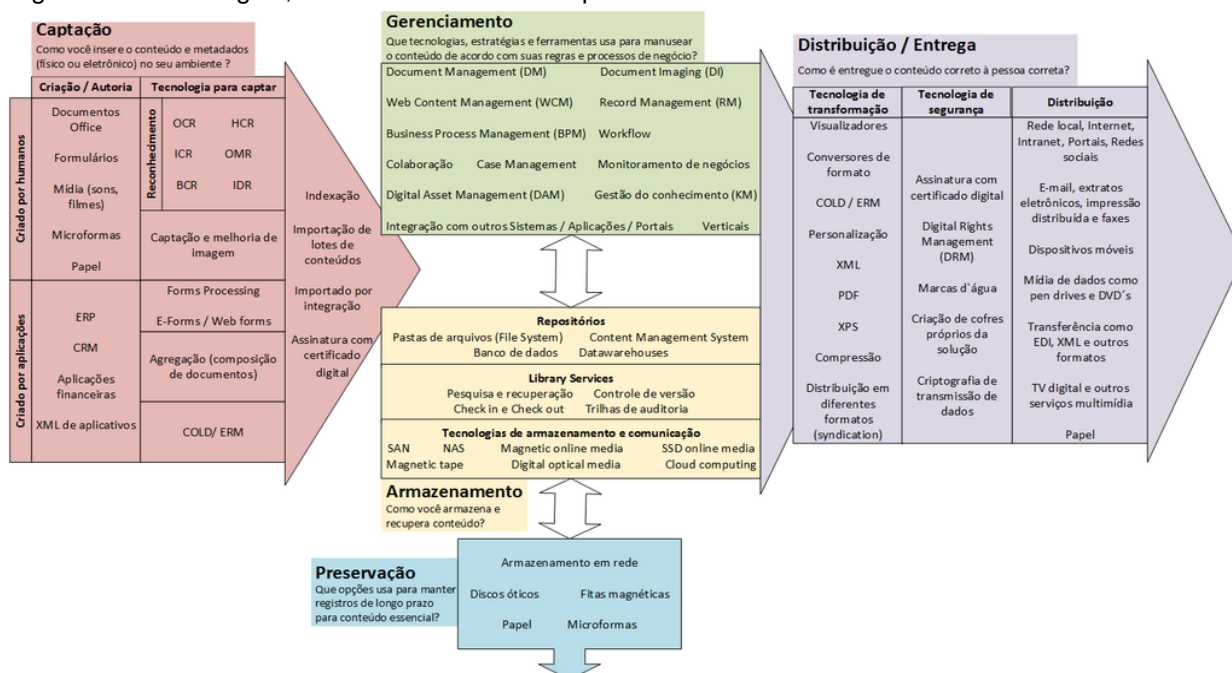 Captação
Como você insere o conteúdo e metadados
(físico ou eletrônico) no seu ambiente ?
Criação / Autoria
Tecnologia para captar
Criado por humanos
Documentos
Office
Formulários
Mídia (sons,
filmes)
Microformas
Papel
Reconhecimento
OCR HCR
ICR OMR
BCR IDR
Captação e melhoria de
imagem
Criado por aplicações
ERP
CRM
Aplicações
financeiras
XML de aplicativos
Forms Processing
E-Forms / Web forms
Agregação (composição
de documentos)
COLD/ ERM
Indexação
Importação de
lotes de
conteúdos
Importado por
integração
Assinatura com
certificado
digital
Gerenciamento
Que tecnologias, estratégias e ferramentas usa para manusear
o conteúdo de acordo com suas regras e processos de negócio?
Document Management (DM) Document Imaging (DI)
Web Content Management (WCM) Record Management (RM)
Business Process Management (BPM) Workflow
Colaboração Case Management Monitoramento de negócios
Digital Asset Management (DAM) Gestão do conhecimento (KM)
Integração com outros Sistemas / Aplicações / Portais Verticais
Repositórios
Pastas de arquivos (File System) Content Management System
Banco de dados Datawarehouses
Library Services
Pesquisa e recuperação Controle de versão
Check in e Check out Trilhas de auditoria
Tecnologias de armazenamento e comunicação
SAN NAS Magnetic online media SSD online media
Magnetic tape Digital optical media Cloud computing
Armazenamento
Como você armazena e
recupera conteúdo?
Preservação
Que opções usa para manter
registros de longo prazo
para conteúdo essencial?
Armazenamento em rede
Discos óticos Fitas magnéticas
Papel Microformas
Distribuição / Entrega
Como é entregue o conteúdo correto à pessoa correta?
Tecnologia de
transformação
Visualizadores
Conversores de
formato
COLD / ERM
Personalização
XML
PDF
XPS
Compressão
Distribuição em
diferentes
formatos
(syndication)
Tecnologia de
segurança
Assinatura com
certificado digital
Digital Rights
Management
(DRM)
Marcas d`água
Criação de cofres
próprios da
solução
Criptografia de
transmissão de
dados
Distribuição
Rede local, Internet,
Intranet, Portais, Redes
sociais
E-mail, extratos
eletrônicos, impressão
distribuída e faxes
Dispositivos móveis
Mídia de dados como
pen drives e DVD´s
Transferência como
EDI, XML e outros
formatos
TV digital e outros
serviços multimídia
Papel